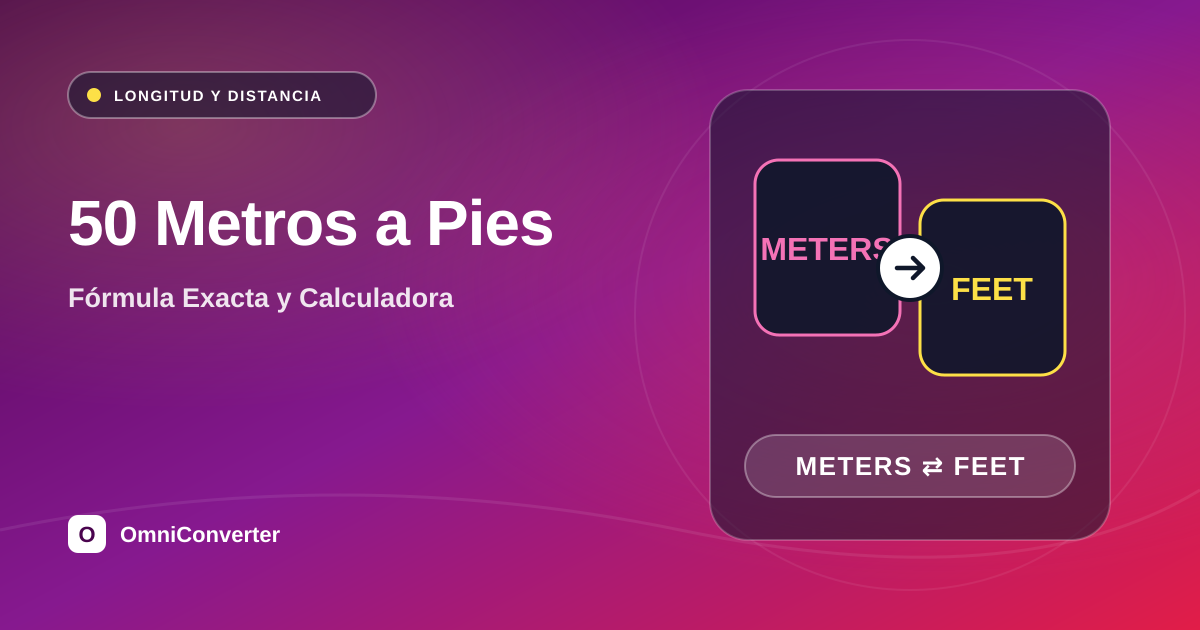 LONGITUD Y DISTANCIA
50 Metros a Pies
Fórmula Exacta y Calculadora
METERS
FEET
METERS ⇄ FEET
O OmniConverter